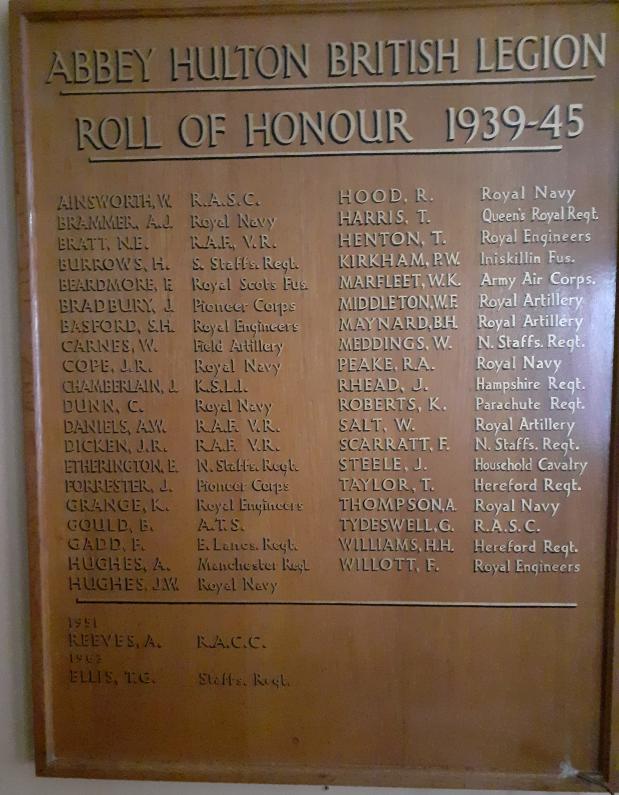 ABBEY HULTON BRITISH LEGION
ROLL OF HONOUR 1939-45
AINSWORTH, W. R.A.S.C.
BRAMMER, A.J. Royal Navy
BRATT, N.E. R.A.F., V.R.
BURROWS, H. S. Staffs. Regt.
BEARDMORE, F. Royal Scots Fus.
BRADBURY, J. Pioneer Corps
BASFORD, S.H. Royal Engineers
CARNES, W. Field Artillery
COPE, J.R. Royal Navy
CHAMBERLAIN, J. K.S.L.I.
DUNN, C. Royal Navy
DANIELS, A.W. R.A.F. V.R.
DICKEN, J.R. R.A.F. V.R.
ETHERINGTON, E. N. Staffs. Regt.
FORRESTER, J. Pioneer Corps
GRANGE, K. Royal Engineers
GOULD, B. A.T.S.
GADD, F. E. Lancs. Regt.
HUGHES, A. Manchester Regt
HUGHES, J.W. Royal Navy
HOOD, R. Royal Navy
HARRIS, T. Queen's Royal Regt.
HENTON, T. Royal Engineers
KIRKHAM, P.W. Iniskillin Fus.
MARFLEET, W.K. Army Air Corps.
MIDDLETON, W.F. Royal Artillery
MAYNARD, B.H. Royal Artillery
MEDDINGS, W. N. Staffs. Regt.
PEAKE, R.A. Royal Navy
RHEAD, J. Hampshire Regt.
ROBERTS, K. Parachute Regt.
SALT, W. Royal Artillery
SCARRATT, F. N. Staffs. Regt.
STEELE, J. Household Cavalry
TAYLOR, T. Hereford Regt.
THOMPSON, A. Royal Navy
TYDESWELL, G. R.A.S.C.
WILLIAMS, H.H. Hereford Regt.
WILLOTT, F. Royal Engineers
1951
REEVES, A. R.A.C.C.
ELLIS, T.G. Staffs. Regt.